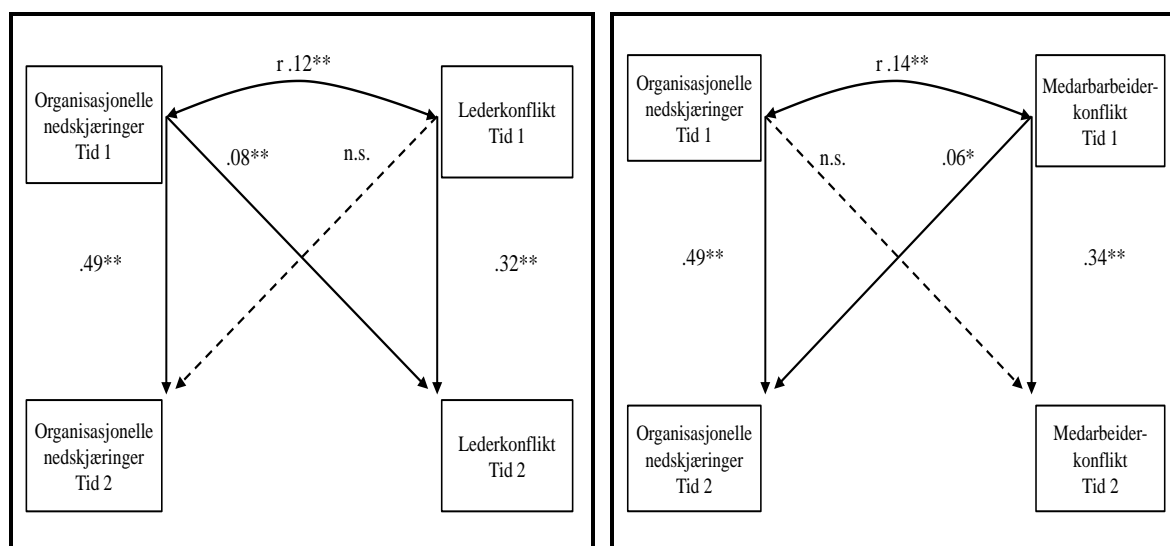 r .12**
Organisasjonelle
nedskjæringer
Tid 1
Lederkonflikt
Tid 1
.08**
n.s.
.49**
.32**
Organisasjonelle
nedskjæringer
Tid 2
Lederkonflikt
Tid 2
r .14**
Organisasjonelle
nedskjæringer
Tid 1
Medarbarbeider-
konflikt
Tid 1
n.s.
.06*
.49**
.34**
Organisasjonelle
nedskjæringer
Tid 2
Medarbeider-
konflikt
Tid 2